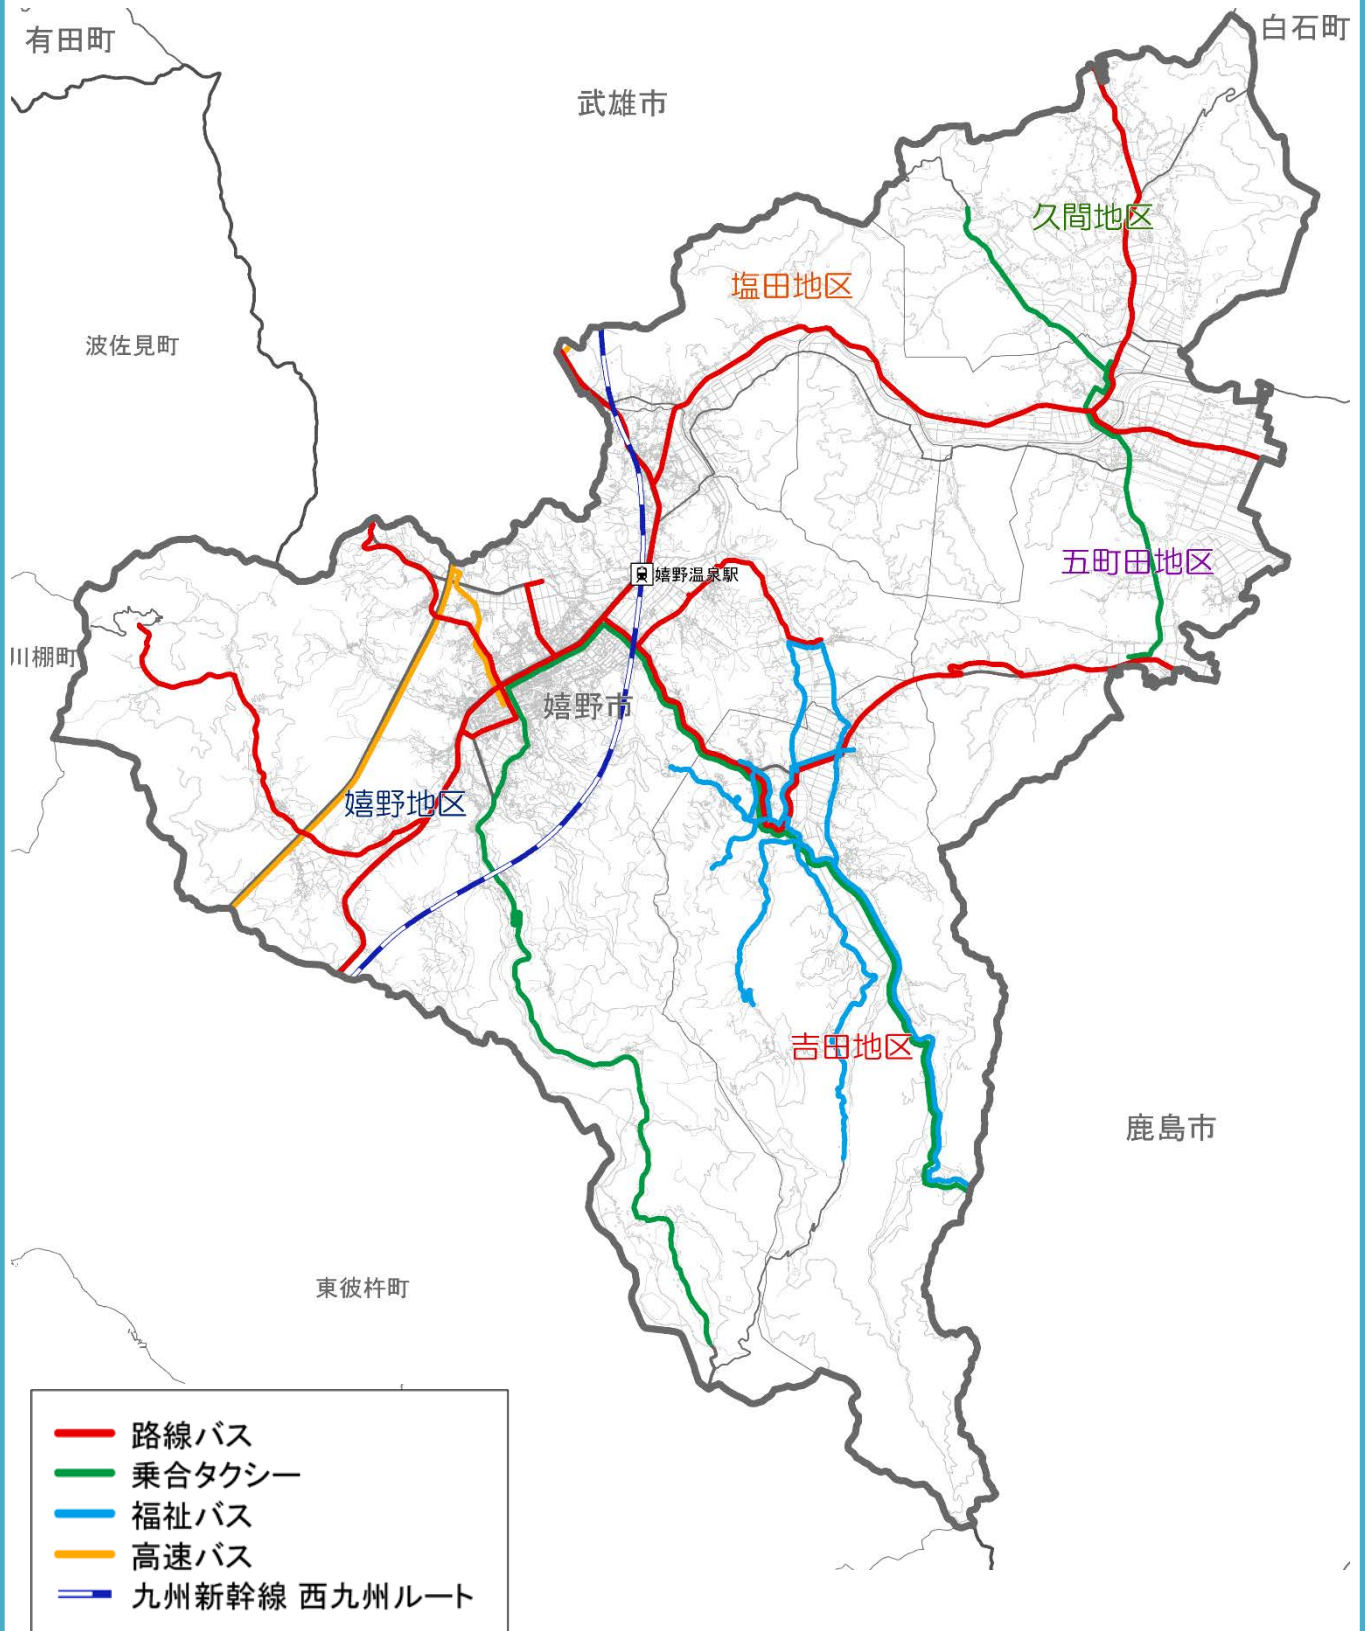 有田町
白石町
武雄市
久間地区
塩田地区
波佐見町
五町田地区
嬉野温泉駅
川棚町
嬉野市
嬉野地区
吉田地区
鹿島市
東彼杵町
路線バス
乗合タクシー
福祉バス
高速バス
九州新幹線 西九州ルート